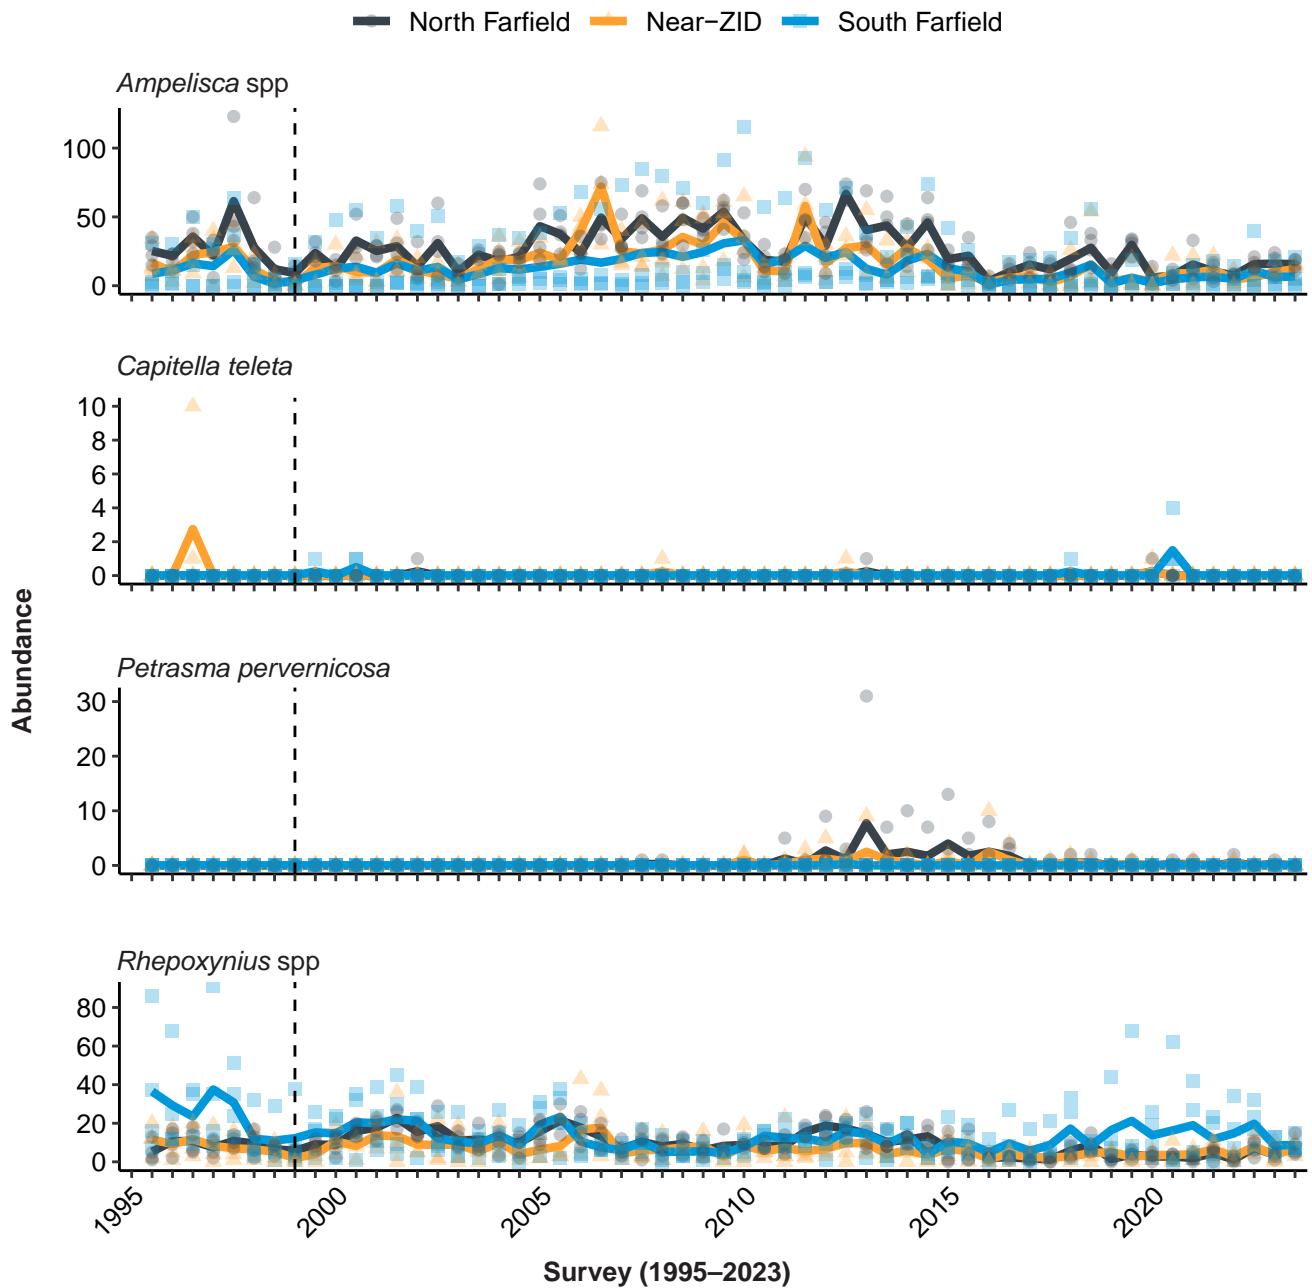 North Farfield Near−ZID South Farfield
Ampelisca spp
100
50
0
Capitella teleta
10
8
6
4
2
0
Petrasma pervernicosa
30
20
10
0
Rhepoxynius spp
80
60
40
20
0
Abundance
1995 2000 2005 2010 2015 2020
Survey (1995–2023)